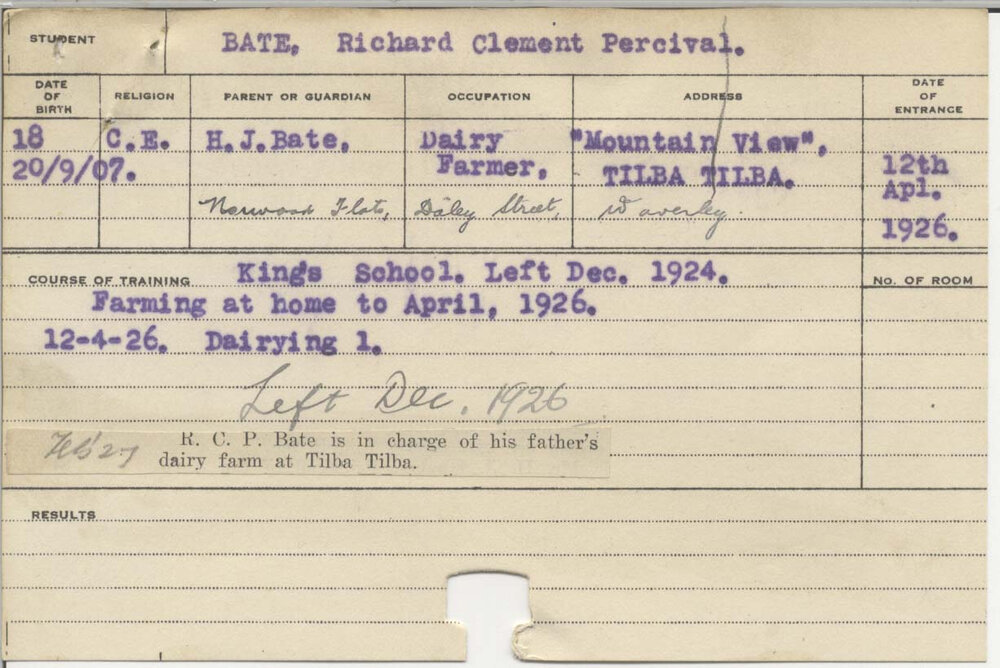 STUDENT BATE, Richard Clement Percival.
DATE OF BIRTH RELIGION PARENT OR GUARDIAN OCCUPATION ADDRESS DATE OF ENTRANCE
18 C.E. H.J.Bate, Dairy "Mountain View",
20/9/07. Farmer, TILBA TILBA. 12th
Apl.
Norwood Flats, Daley Street, Waverley.
1926.
COURSE OF TRAINING King's School. Left Dec. 1924. No. OF ROOM
Farming at home to April, 1926.
12-4-26. Dairying 1.
Left Dec. 1926
Feb '27 R. C. P. Bate is in charge of his father's
dairy farm at Tilba Tilba.
RESULTS